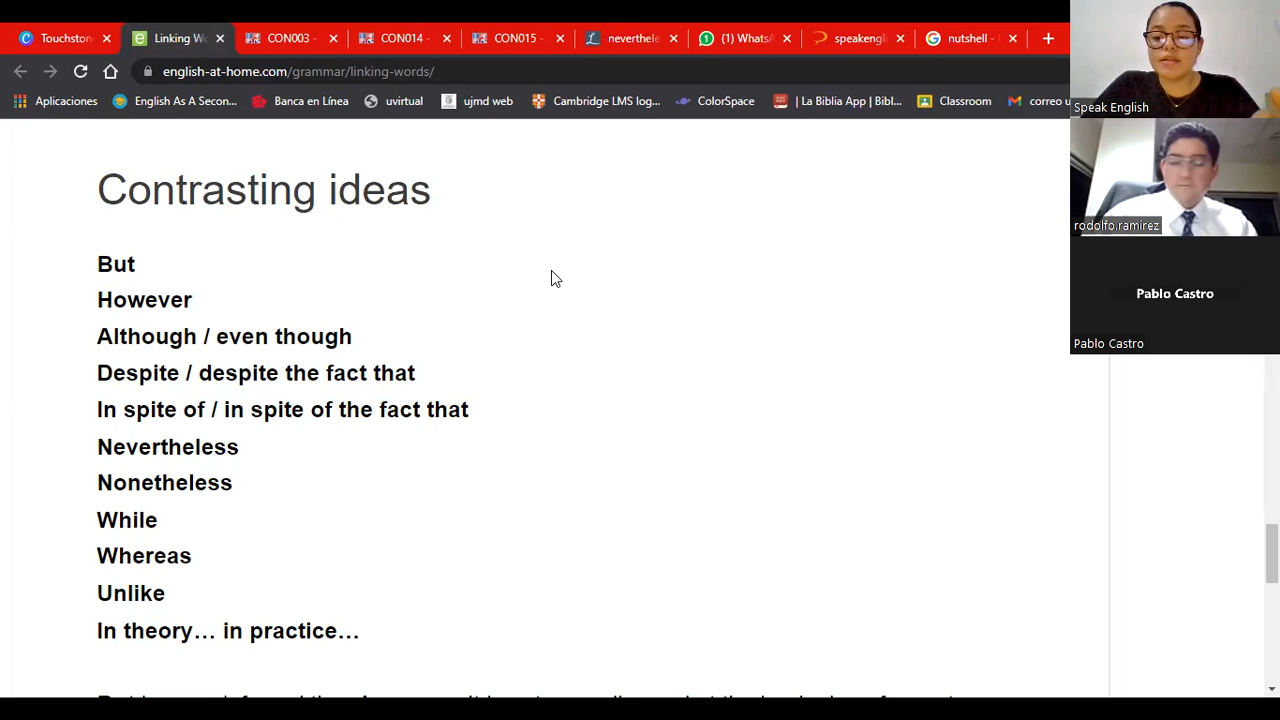 Touchston
Linking Wo
CON003 -
CON014 -
CON015 -
neverthele
(1) WhatsA
speakengl
nutshell -
english-at-home.com/grammar/linking-words/
Aplicaciones
English As A Secon...
Banca en Línea
uvirtual
ujmd web
Cambridge LMS log...
ColorSpace
| La Biblia App | Bibl...
Classroom
correo u
Speak English
rodolfo.ramirez
Pablo Castro
Pablo Castro
Contrasting ideas
But
However
Although / even though
Despite / despite the fact that
In spite of / in spite of the fact that
Nevertheless
Nonetheless
While
Whereas
Unlike
In theory… in practice…